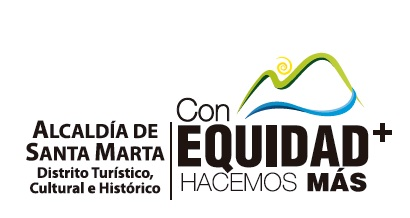 ALCALDÍA DE
SANTA MARTA
Distrito Turístico,
Cultural e Histórico
Con
EQUIDAD+
HACEMOS MÁS